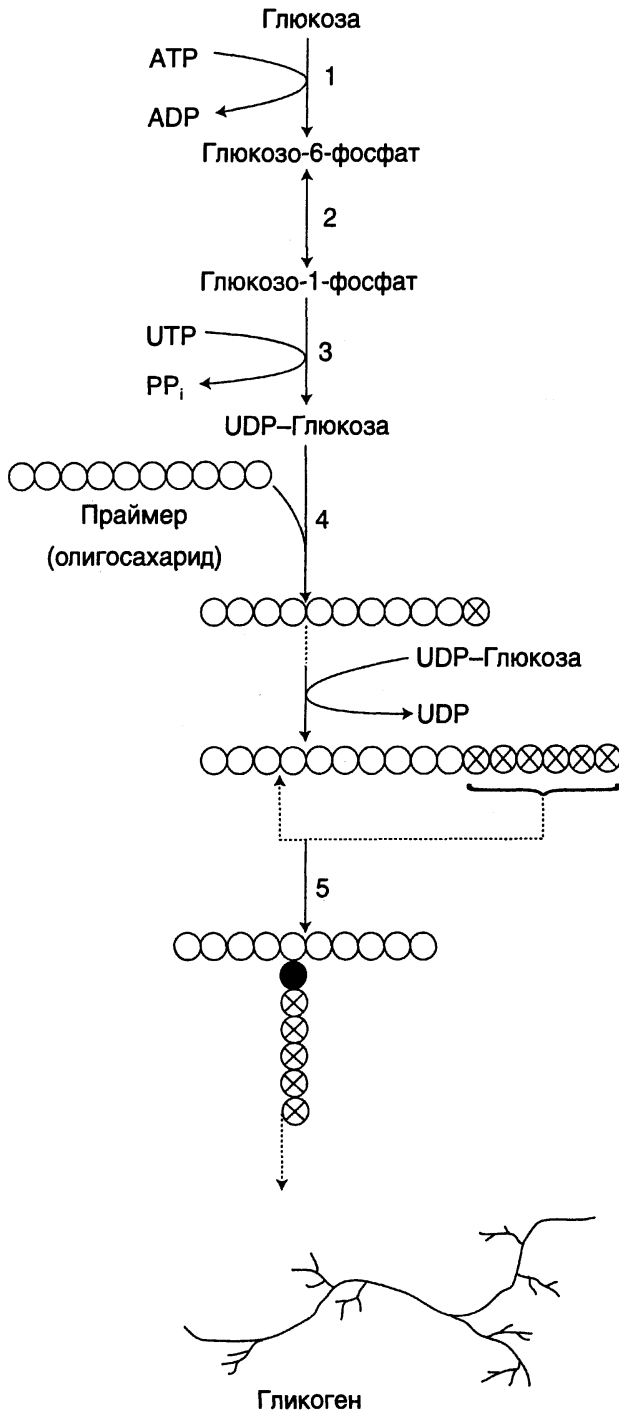 Глюкоза
ATP
1
ADP
Глюкозо-6-фосфат
2
Глюкозо-1-фосфат
UTP
3
PPi
UDP–Глюкоза
4
Праймер
(олигосахарид)
UDP–Глюкоза
UDP
5
Гликоген